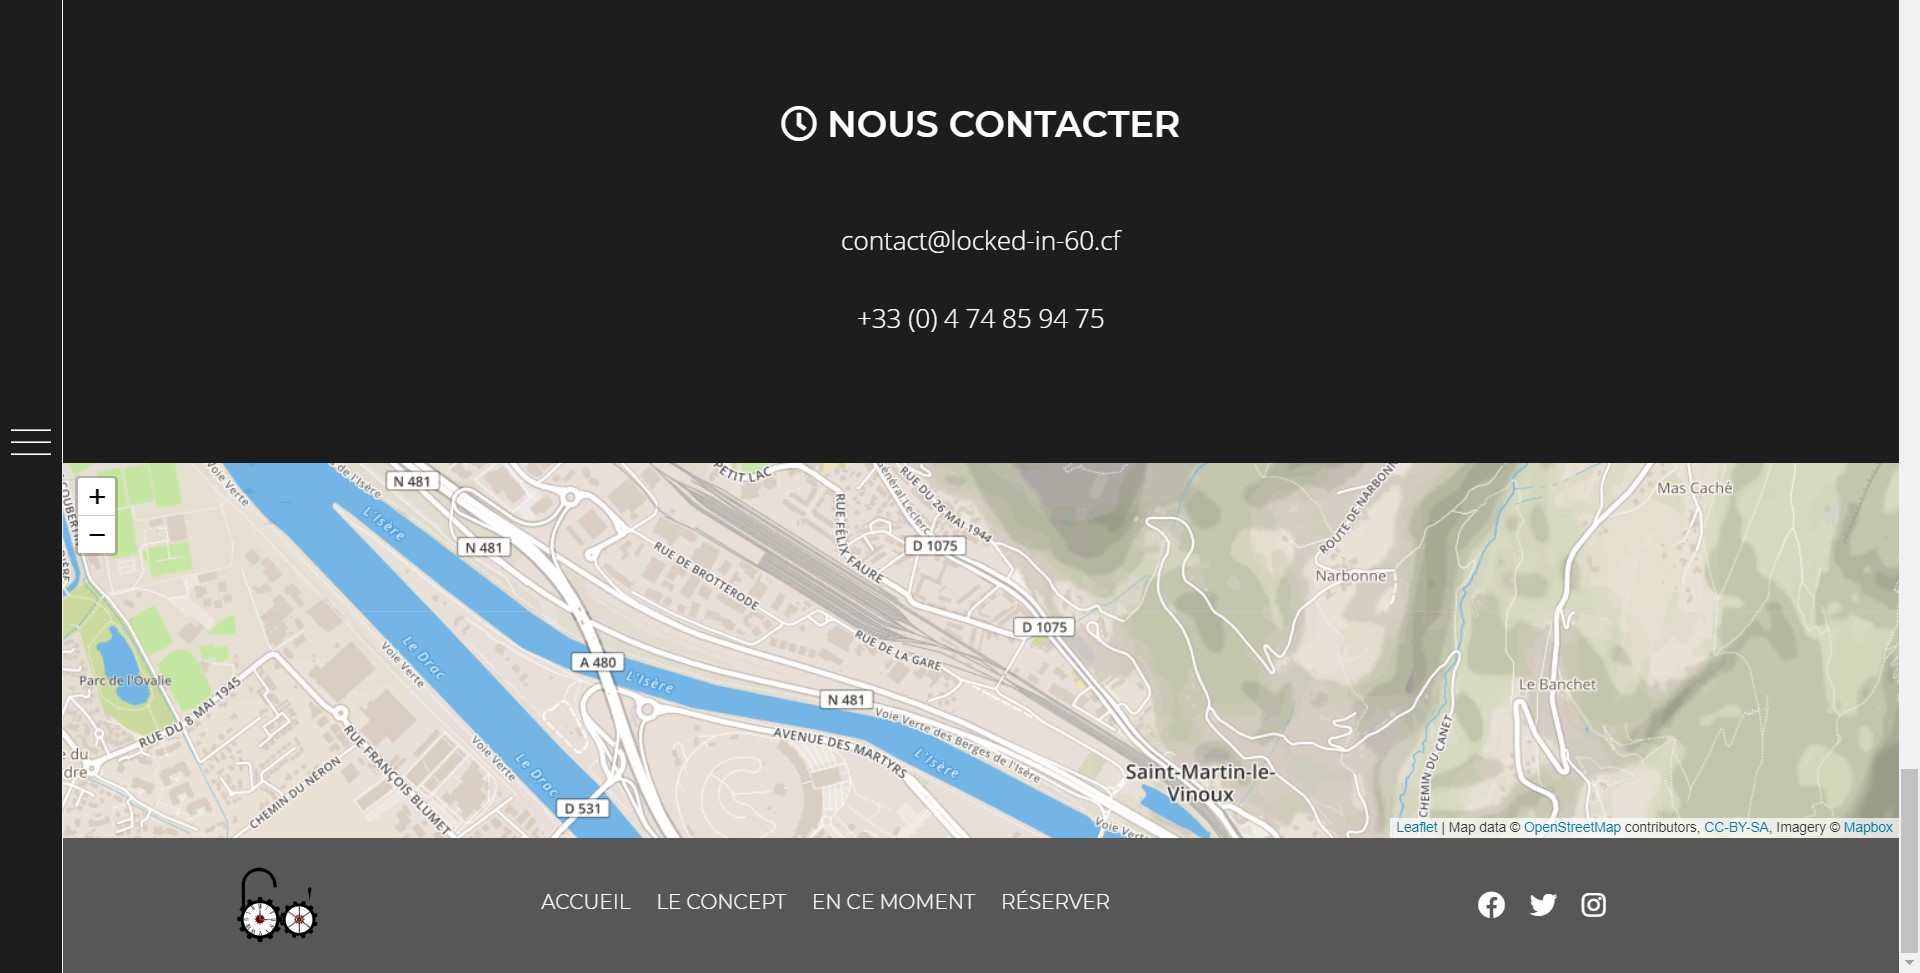 NOUS CONTACTER
contact@locked-in-60.cf
+33 (0) 4 74 85 94 75
+
−
Voie Verte
de l'Isère
N 481
L'Isère
PETIT LAC
Général Leclerc
RUE DU 26 MAI 1944
ROUTE DE NARBONN
Mas Caché
RUE FÉLIX FAURE
N 481
D 1075
RUE DE BROTTERODE
Narbonne
D 1075
RUE DE LA GARE
Le Drac
Voie Verte
A 480
L'Isère
Parc de l'Ovalie
Le Banchet
N 481
RUE DU 8 MAI 1945
Voie Verte des Berges de l'Isère
AVENUE DES MARTYRS
L'Isère
RUE FRANÇOIS BLUMET
Voie Verte
Le Drac
CHEMIN DU CANET
e du
dre
Saint-Martin-le-
Vinoux
CHEMIN DU NÉRON
D 531
Voie Verte
Leaflet | Map data © OpenStreetMap contributors, CC-BY-SA, Imagery © Mapbox
ACCUEIL LE CONCEPT EN CE MOMENT RÉSERVER